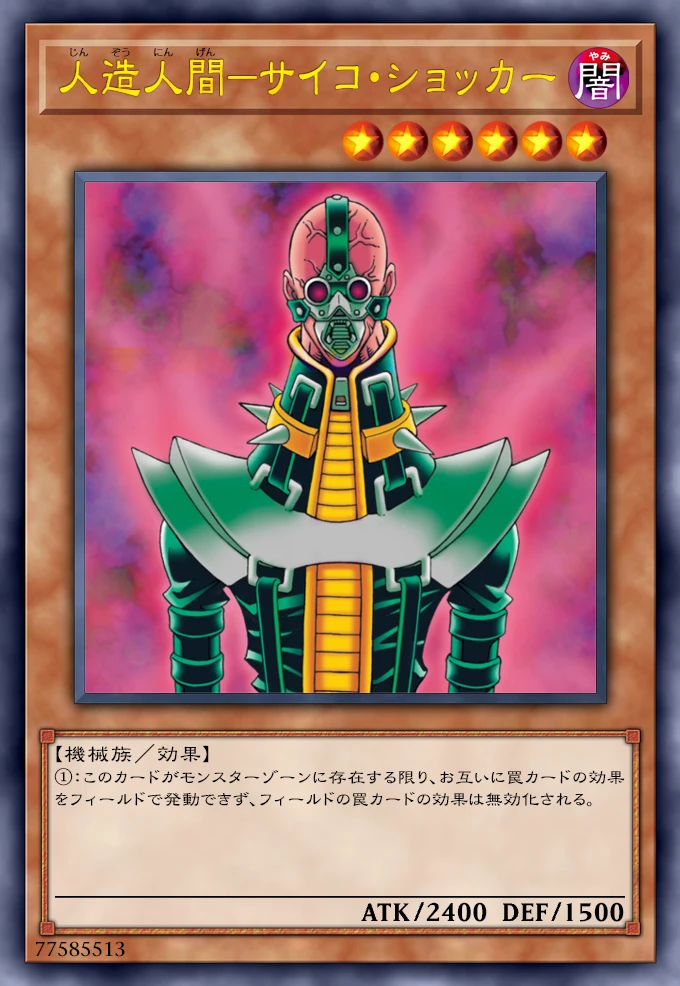 じん ぞう にん げん
人造人間－サイコ・ショッカー
やみ
闇
【機械族／効果】
①：このカードがモンスターゾーンに存在する限り、お互いに罠カードの効果
をフィールドで発動できず、フィールドの罠カードの効果は無効化される。
ATK/2400 DEF/1500
77585513